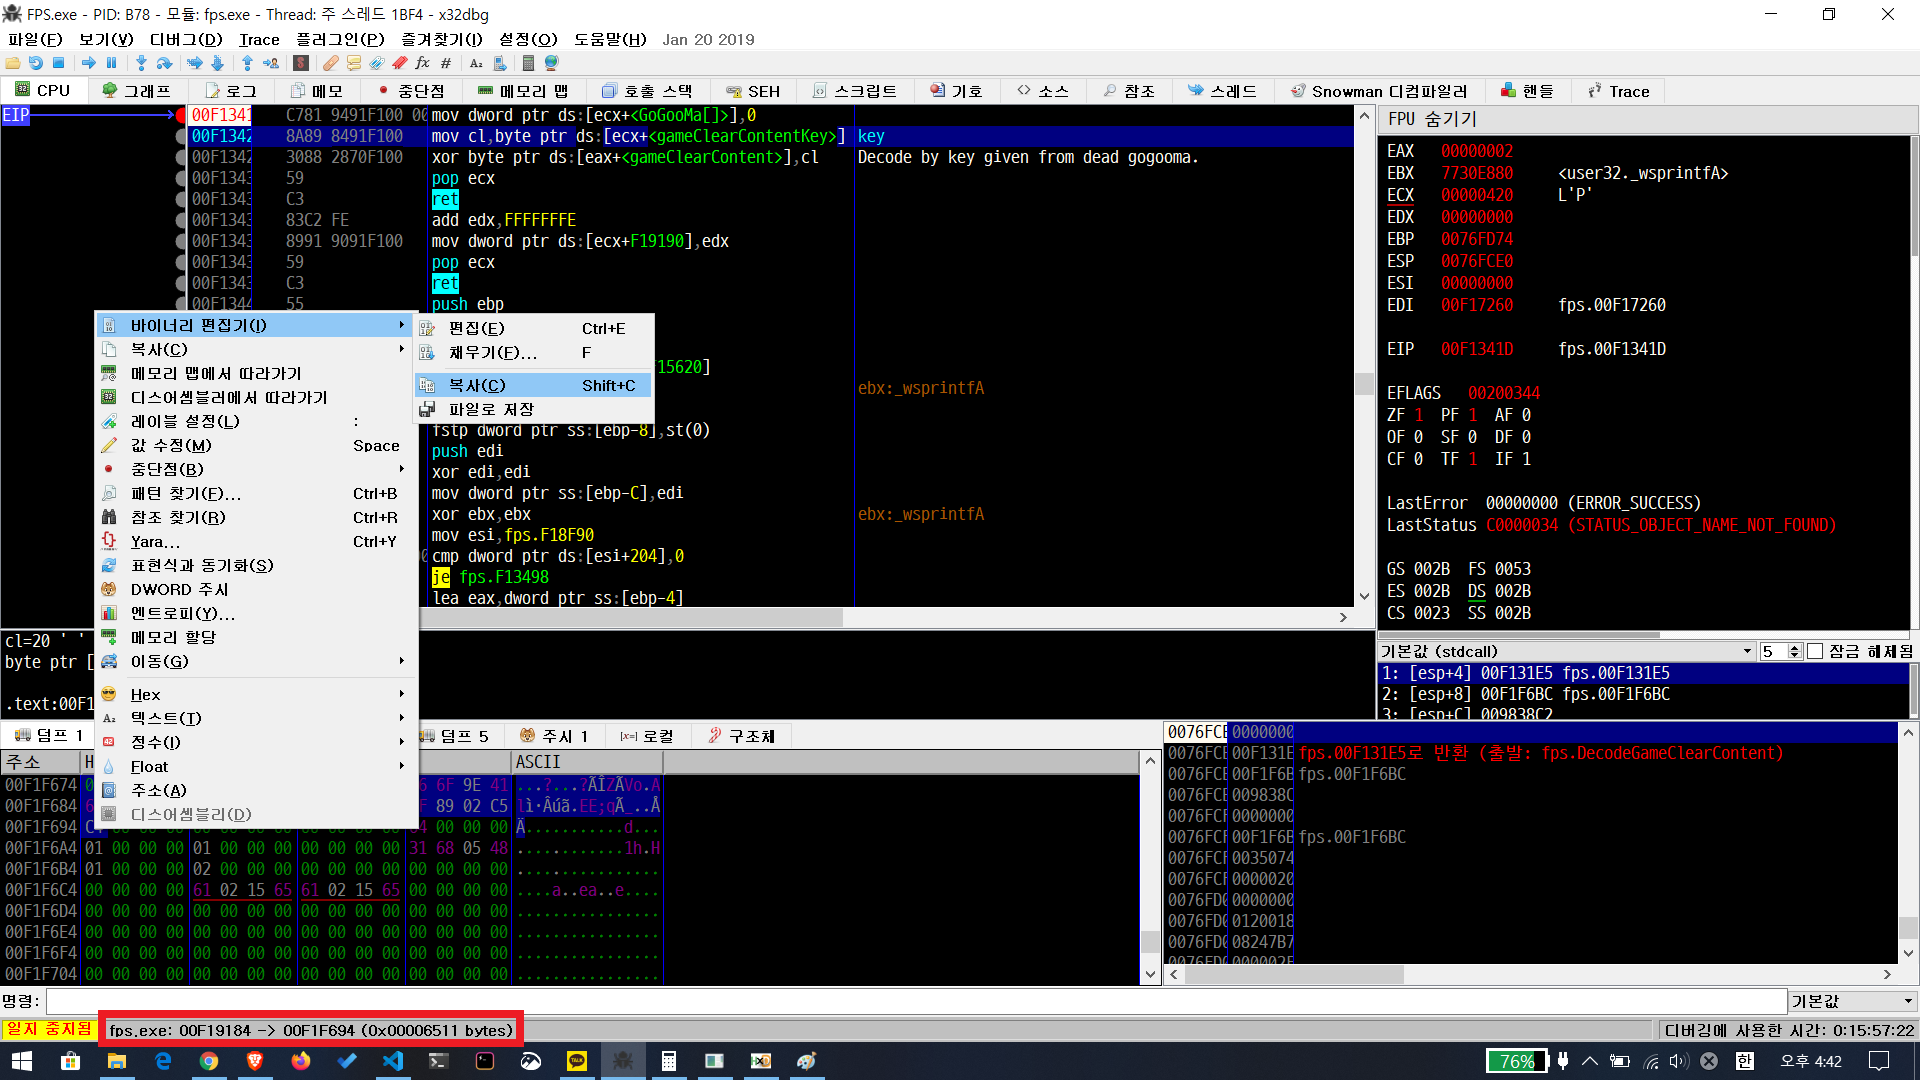 FPS.exe - PID: B78 - 모듈: fps.exe - Thread: 주 스레드 1BF4 - x32dbg
파일(F) 보기(V) 디버그(D) Trace 플러그인(P) 즐겨찾기(I) 설정(O) 도움말(H) Jan 20 2019
CPU 그래프 로그 메모 중단점 메모리 맵 호출 스택 SEH 스크립트 기호 소스 참조 스레드 Snowman 디컴파일러 핸들 Trace
EIP 00F1341 C781 9491F100 00 mov dword ptr ds:[ecx+<GoGooMa[]>],0
00F1342 8A89 8491F100 mov cl,byte ptr ds:[ecx+<gameClearContentKey>] key
00F1342 3088 2870F100 xor byte ptr ds:[eax+<gameClearContent>],cl Decode by key given from dead gogooma.
00F1343 59 pop ecx
00F1343 C3 ret
00F1343 83C2 FE add edx,FFFFFFFE
00F1343 8991 9091F100 mov dword ptr ds:[ecx+F19190],edx
00F1343 59 pop ecx
00F1343 C3 ret
00F1344 55 push ebp
F15620]
ebx:_wsprintfA
fstp dword ptr ss:[ebp-8],st(0)
push edi
xor edi,edi
mov dword ptr ss:[ebp-C],edi
xor ebx,ebx ebx:_wsprintfA
mov esi,fps.F18F90
cmp dword ptr ds:[esi+204],0
je fps.F13498
lea eax,dword ptr ss:[ebp-4]
바이너리 편집기(I)
복사(C)
메모리 맵에서 따라가기
디스어셈블러에서 따라가기
레이블 설정(L) :
값 수정(M) Space
중단점(B)
패턴 찾기(F)... Ctrl+B
참조 찾기(R) Ctrl+R
Yara... Ctrl+Y
표현식과 동기화(S)
DWORD 주시
엔트로피(Y)...
메모리 할당
이동(G)
Hex
텍스트(T)
정수(I)
Float
주소(A)
디스어셈블리(D)
편집(E) Ctrl+E
채우기(F)... F
복사(C) Shift+C
파일로 저장
FPU 숨기기
EAX 00000002
EBX 7730E880 <user32._wsprintfA>
ECX 00000420 L'P'
EDX 00000000
EBP 0076FD74
ESP 0076FCE0
ESI 00000000
EDI 00F17260 fps.00F17260
EIP 00F1341D fps.00F1341D
EFLAGS 00200344
ZF 1 PF 1 AF 0
OF 0 SF 0 DF 0
CF 0 TF 1 IF 1
LastError 00000000 (ERROR_SUCCESS)
LastStatus C0000034 (STATUS_OBJECT_NAME_NOT_FOUND)
GS 002B FS 0053
ES 002B DS 002B
CS 0023 SS 002B
cl=20 ' '
byte ptr [
.text:00F1
기본값 (stdcall) 5 잠금 해제됨
1: [esp+4] 00F131E5 fps.00F131E5
2: [esp+8] 00F1F6BC fps.00F1F6BC
3: [esp+C] 009838C2
덤프 1 덤프 5 주시 1 로컬 구조체
주소 H ASCII
00F1F674 6F 9E 41 ...?...?ÃÎZÃVo.A
00F1F684 89 02 C5 lì·Âúã.EE;qÃ_..Å
00F1F694 C4 00 00 00 00 00 00 00 00 00 00 00 64 00 00 00 Ä...........d...
00F1F6A4 01 00 00 00 01 00 00 00 00 00 00 00 31 68 05 48 ............1h.H
00F1F6B4 01 00 00 00 02 00 00 00 00 00 00 00 00 00 00 00 ................
00F1F6C4 00 00 00 00 61 02 15 65 61 02 15 65 00 00 00 00 ....a..ea..e....
00F1F6D4 00 00 00 00 00 00 00 00 00 00 00 00 00 00 00 00 ................
00F1F6E4 00 00 00 00 00 00 00 00 00 00 00 00 00 00 00 00 ................
00F1F6F4 00 00 00 00 00 00 00 00 00 00 00 00 00 00 00 00 ................
00F1F704 00 00 00 00 00 00 00 00 00 00 00 00 00 00 00 00 ................
0076FCE 0000000
0076FCE 00F131E fps.00F131E5로 반환 (출발: fps.DecodeGameClearContent)
0076FCE 00F1F6B fps.00F1F6BC
0076FCE 009838C
0076FCF 0000000
0076FCF 00F1F6B fps.00F1F6BC
0076FCF 0035074
0076FCF 0000020
0076FD0 0000000
0076FD0 0120018
0076FD0 08247B7
0076FD0 000002F
명령: 기본값
일지 중지됨 fps.exe: 00F19184 -> 00F1F694 (0x00006511 bytes) 디버깅에 사용한 시간: 0:15:57:22
TALK 76% 한 오후 4:42